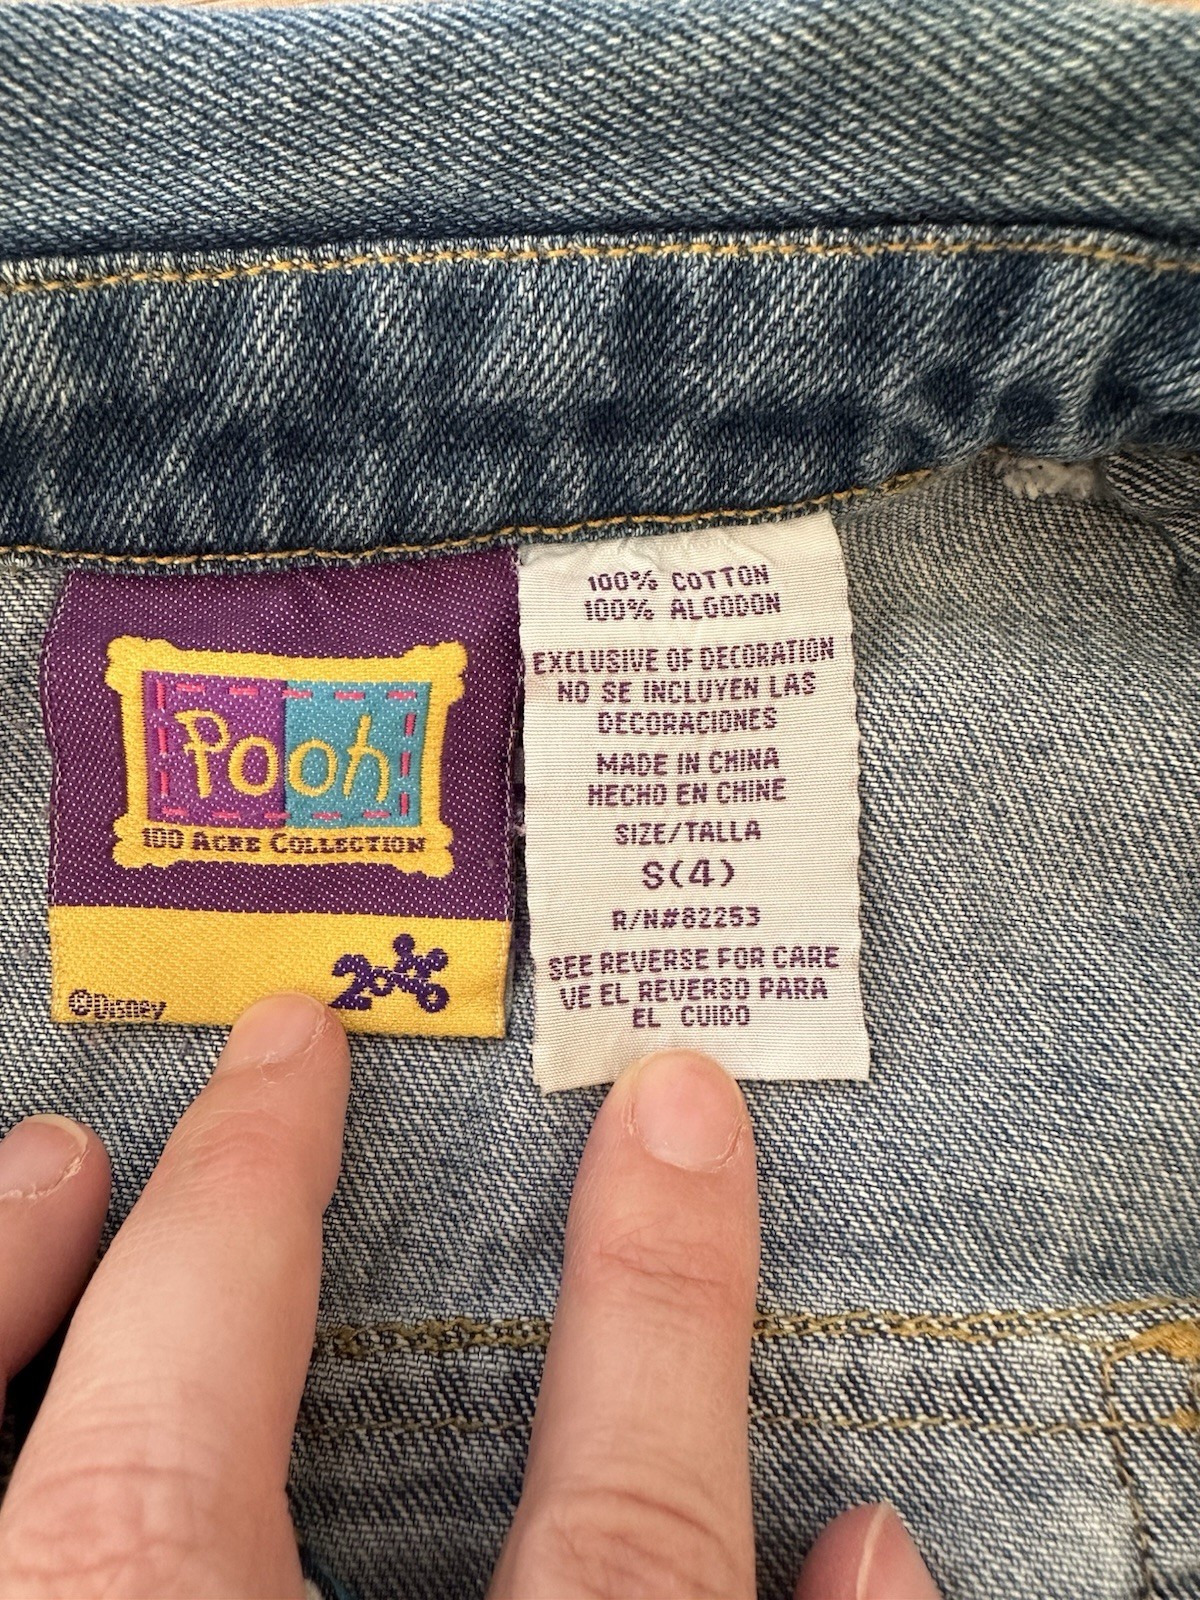 Pooh
100 ACRE COLLECTION
©Disney
100% COTTON
100% ALGODON
EXCLUSIVE OF DECORATION
NO SE INCLUYEN LAS
DECORACIONES
MADE IN CHINA
HECHO EN CHINE
SIZE/TALLA
S(4)
R/N#82253
SEE REVERSE FOR CARE
VE EL REVERSO PARA
EL CUIDO